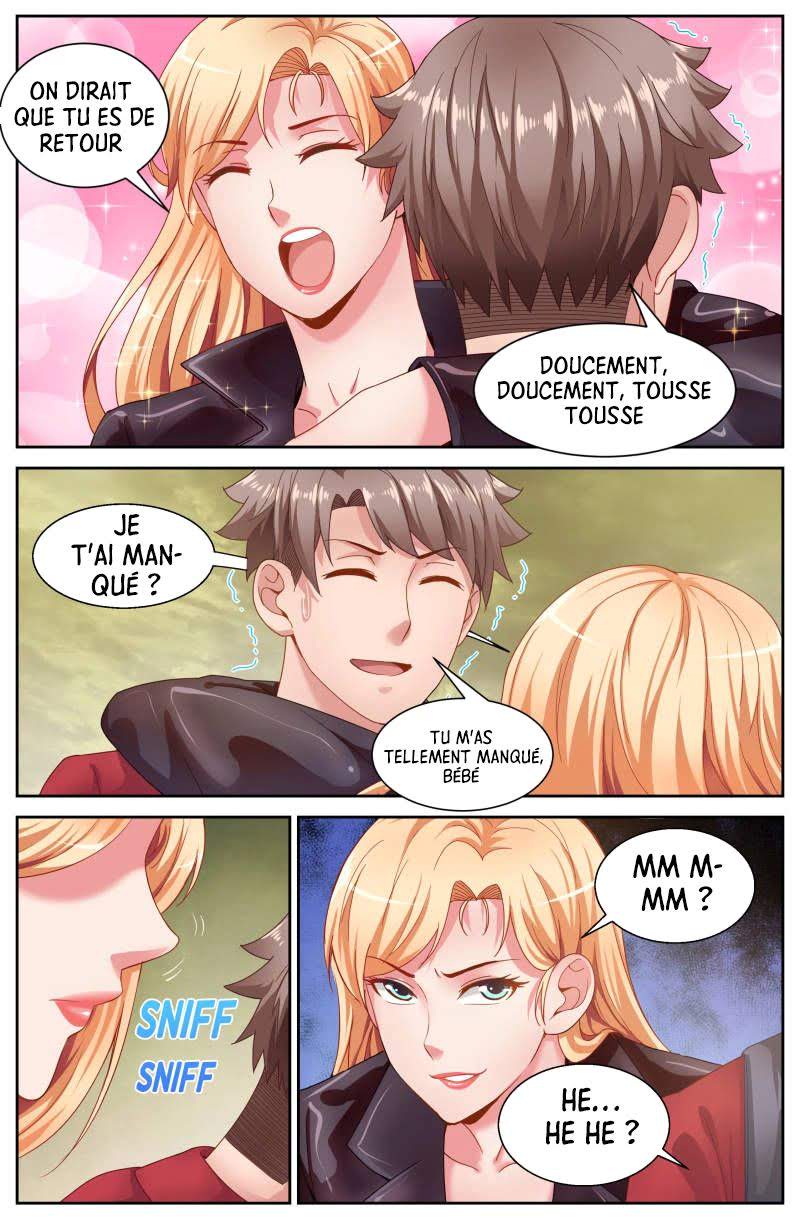 ON DIRAIT
QUE TU ES DE
RETOUR
DOUCEMENT,
DOUCEMENT, TOUSSE
TOUSSE
JE
T'AI MAN-
QUÉ ?
TU M'AS
TELLEMENT MANQUÉ,
BÉBÉ
SNIFF
SNIFF
MM M-
MM ?
HE...
HE HE ?